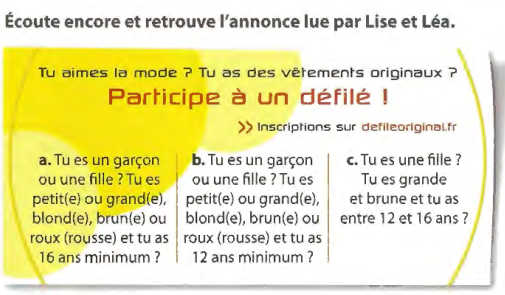 Écoute encore et retrouve l'annonce lue par Lise et Léa.
Tu aimes la mode ? Tu as des vêtements originaux ?
Participe à un défilé !
>> Inscriptions sur defileoriginal.fr
a. Tu es un garçon
ou une fille ? Tu es
petit(e) ou grand(e),
blond(e), brun(e) ou
roux (rousse) et tu as
16 ans minimum ?
b. Tu es un garçon
ou une fille ? Tu es
petit(e) ou grand(e),
blond(e), brun(e) ou
roux (rousse) et tu as
12 ans minimum ?
c. Tu es une fille ?
Tu es grande
et brune et tu as
entre 12 et 16 ans ?